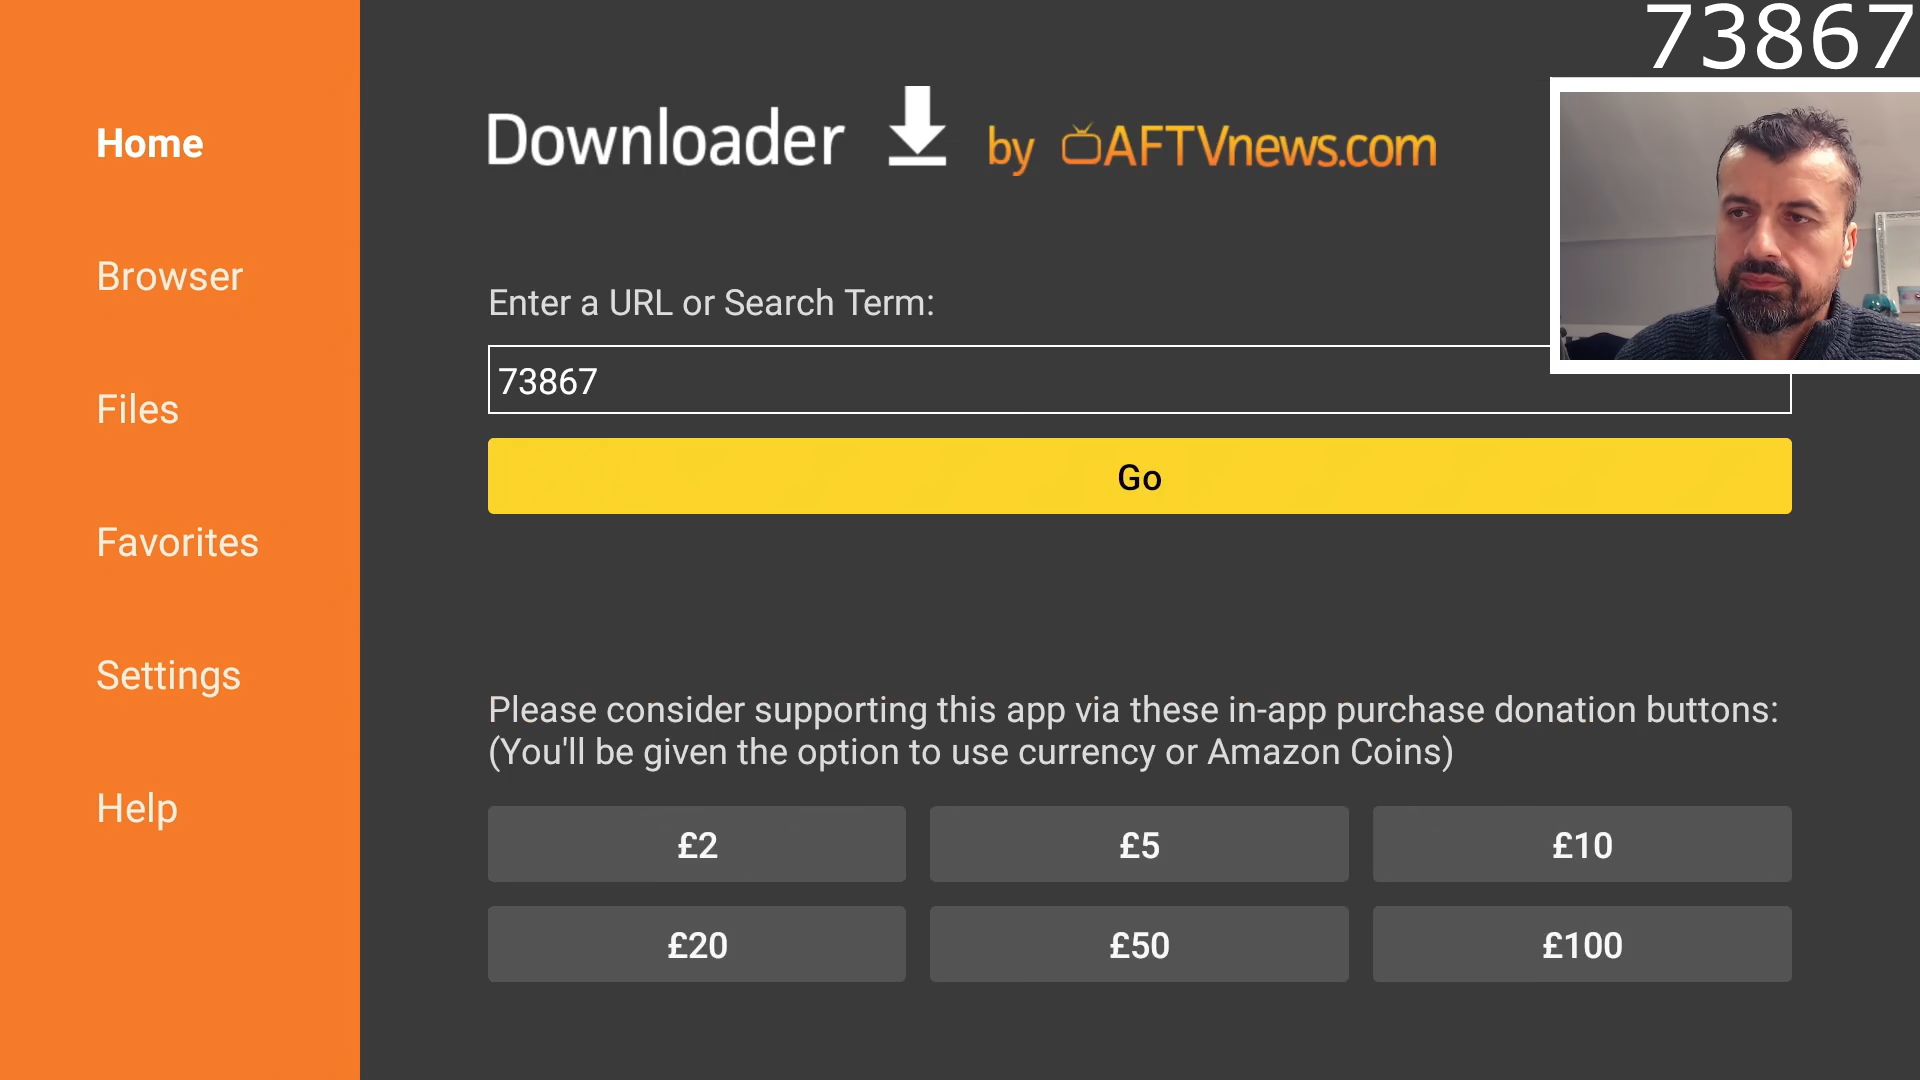 73867
Downloader by AFTVnews.com
Home
Browser
Files
Favorites
Settings
Help
Enter a URL or Search Term:
73867
Go
Please consider supporting this app via these in-app purchase donation buttons:
(You'll be given the option to use currency or Amazon Coins)
£2 £5 £10
£20 £50 £100